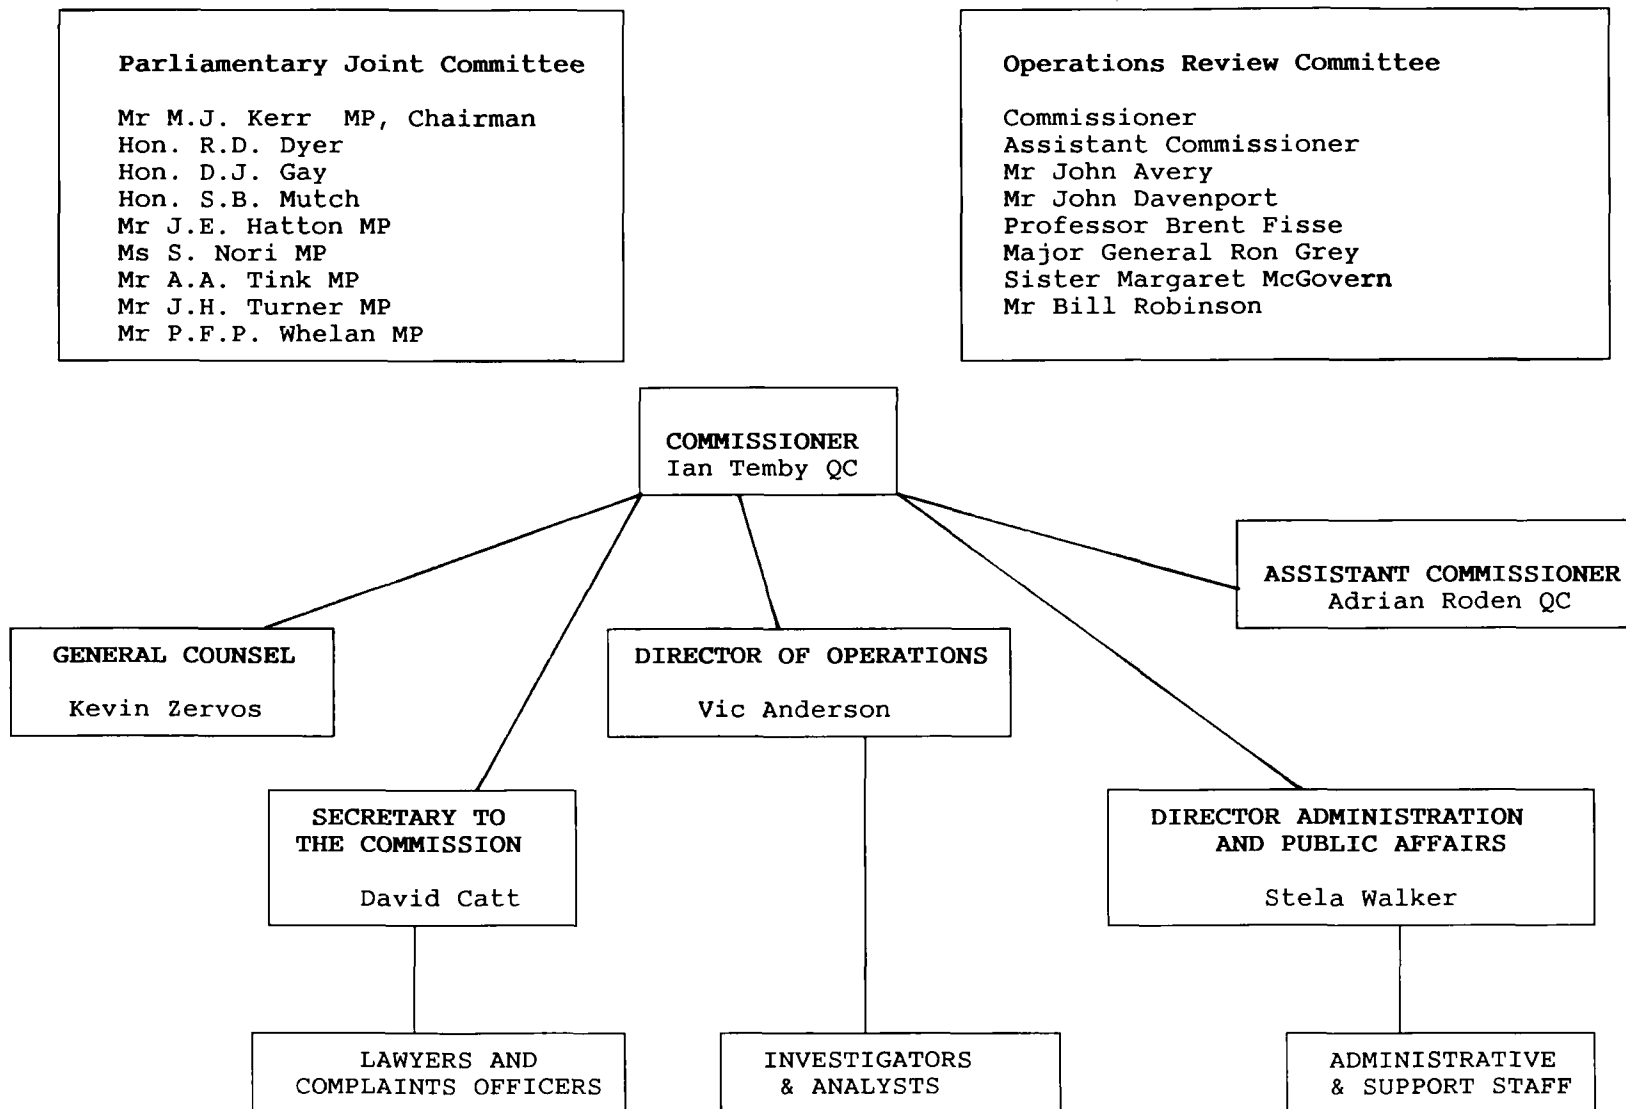 Parliamentary Joint Committee
Mr M.J. Kerr MP, Chairman
Hon. R.D. Dyer
Hon. D.J. Gay
Hon. S.B. Mutch
Mr J.E. Hatton MP
Ms S. Nori MP
Mr A.A. Tink MP
Mr J.H. Turner MP
Mr P.F.P. Whelan MP
Operations Review Committee
Commissioner
Assistant Commissioner
Mr John Avery
Mr John Davenport
Professor Brent Fisse
Major General Ron Grey
Sister Margaret McGovern
Mr Bill Robinson
COMMISSIONER
Ian Temby QC
ASSISTANT COMMISSIONER
Adrian Roden QC
GENERAL COUNSEL
Kevin Zervos
DIRECTOR OF OPERATIONS
Vic Anderson
SECRETARY TO
THE COMMISSION
David Catt
DIRECTOR ADMINISTRATION
AND PUBLIC AFFAIRS
Stela Walker
LAWYERS AND
COMPLAINTS OFFICERS
INVESTIGATORS
& ANALYSTS
ADMINISTRATIVE
& SUPPORT STAFF